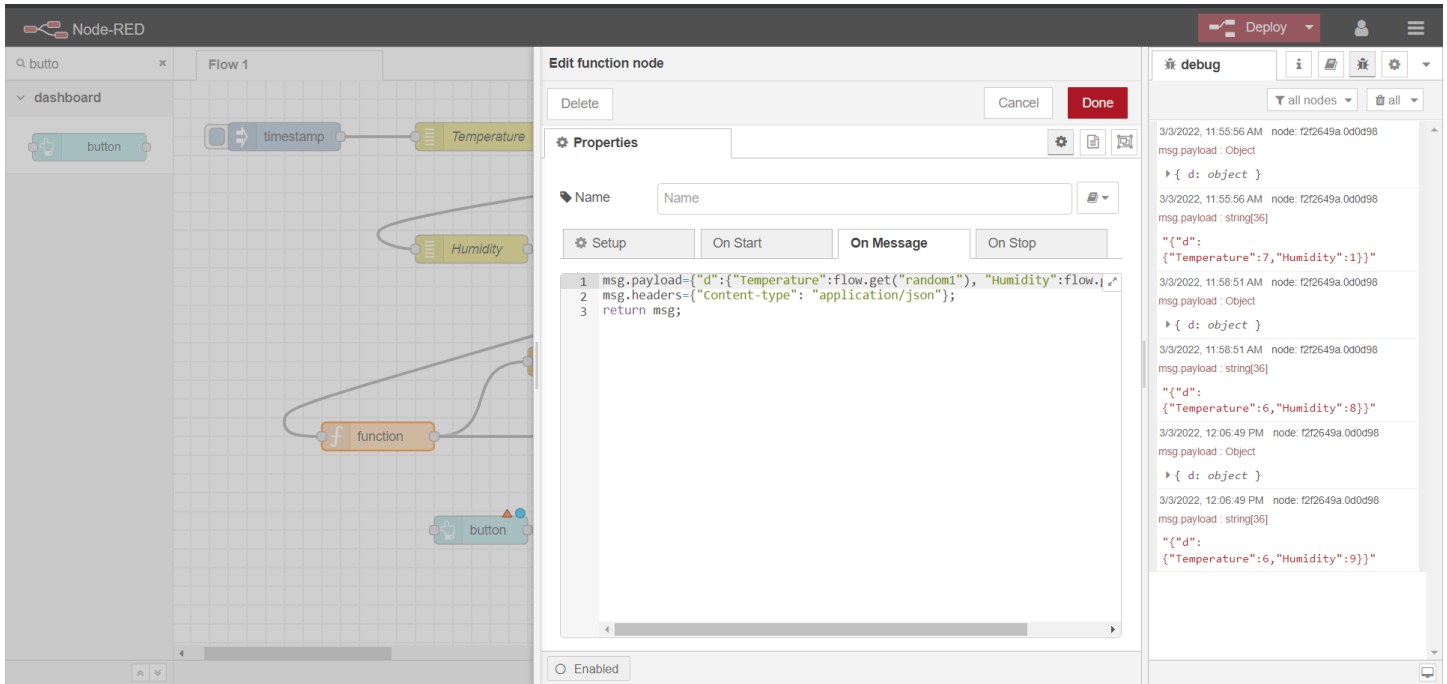 Node-RED
Deploy
butto
Flow 1
Edit function node
debug
i
dashboard
Delete
Cancel
Done
all nodes
all
button
timestamp
Temperature
Properties
Name
Name
Humidity
Setup
On Start
On Message
On Stop
1 msg.payload={"d":{"Temperature":flow.get("random1"), "Humidity":flow.
2 msg.headers={"Content-type": "application/json"};
3 return msg;
function
button
Enabled
3/3/2022, 11:55:56 AM node: f2f2649a.0d0d98
msg.payload : Object
{ d: object }
3/3/2022, 11:55:56 AM node: f2f2649a.0d0d98
msg.payload : string[36]
"{"d":
{"Temperature":7,"Humidity":1}}"
3/3/2022, 11:58:51 AM node: f2f2649a.0d0d98
msg.payload : Object
{ d: object }
3/3/2022, 11:58:51 AM node: f2f2649a.0d0d98
msg.payload : string[36]
"{"d":
{"Temperature":6,"Humidity":8}}"
3/3/2022, 12:06:49 PM node: f2f2649a.0d0d98
msg.payload : Object
{ d: object }
3/3/2022, 12:06:49 PM node: f2f2649a.0d0d98
msg.payload : string[36]
"{"d":
{"Temperature":6,"Humidity":9}}"